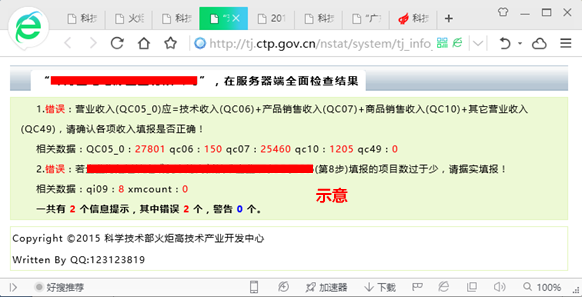 科技
火炬
科技
"
201
科技
科技
"广
科技
http://tj.ctp.gov.cn/nstat/system/tj_info_
“ ”，在服务器端全面检查结果
1.错误：营业收入(QC05_0)应=技术收入(QC06)+产品销售收入(QC07)+商品销售收入(QC10)+其它营业收入
(QC49)，请确认各项收入填报是否正确！
相关数据：QC05_0：27801 qc06：150 qc07：25460 qc10：1205 qc49：0
2.错误：若 (第8步)填报的项目数过于少，请据实填报！
相关数据：qi09：8 xmcount：0
示意
一共有 2 个信息提示，其中错误 2 个，警告 0 个。
Copyright ©2015 科学技术部火炬高技术产业开发中心
Written By QQ:123123819
好搜推荐
加速器
下载
100%